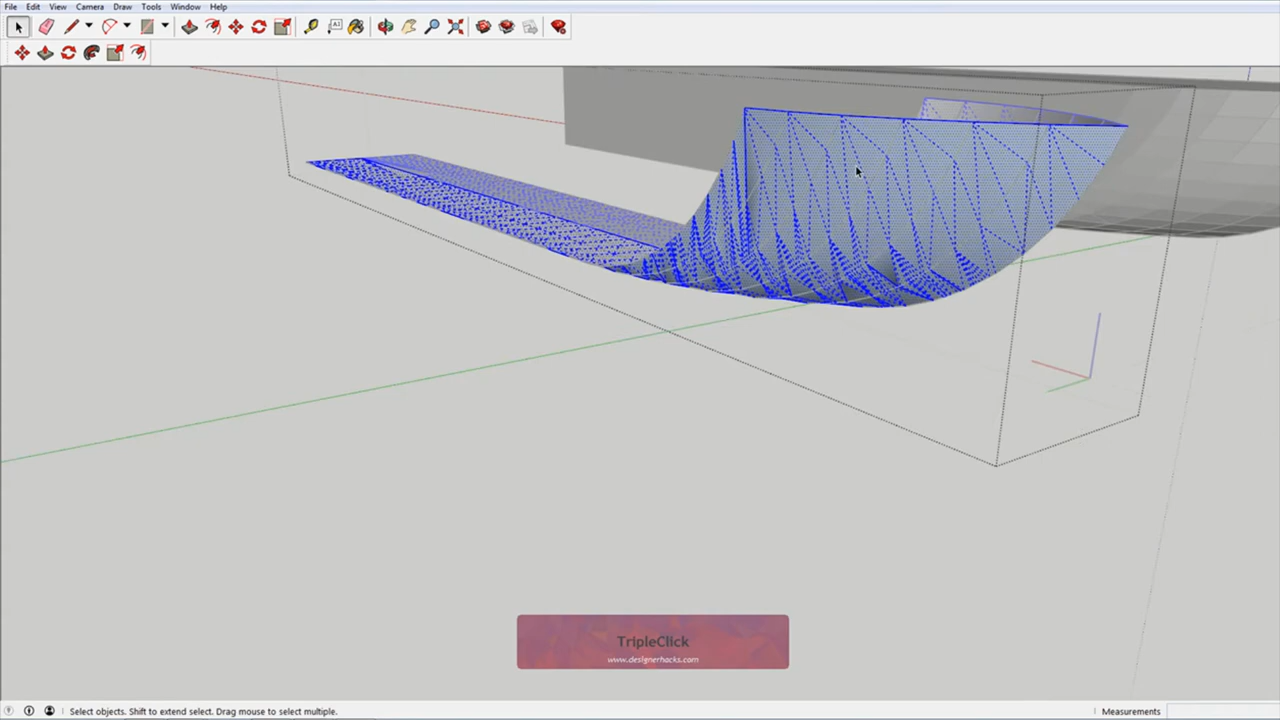 File Edit View Camera Draw Tools Window Help
A1
TripleClick
www.designerhacks.com
Select objects. Shift to extend select. Drag mouse to select multiple.
Measurements